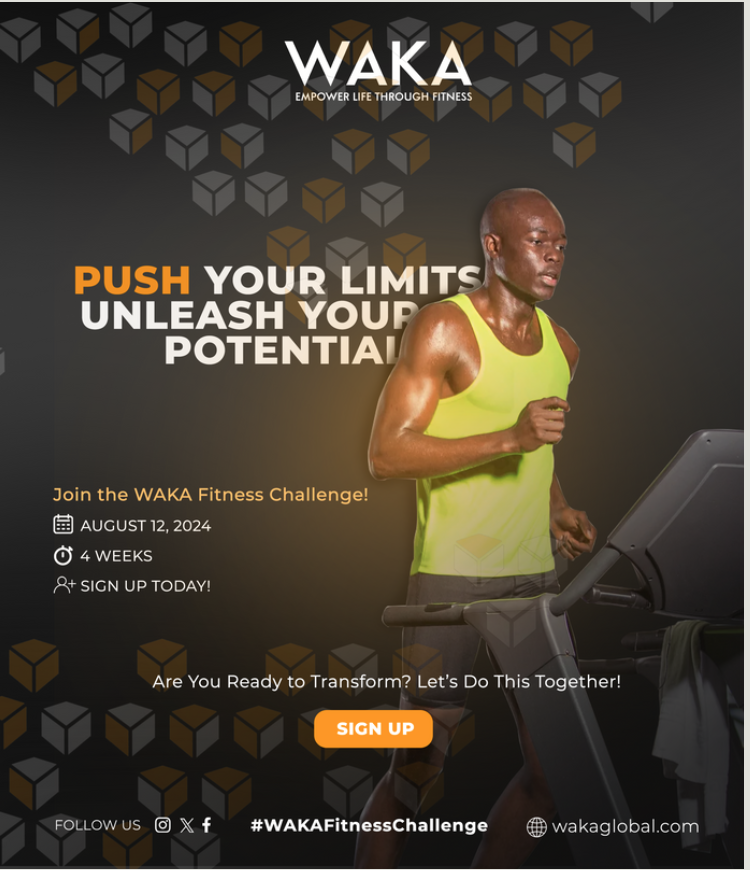 WAKA
EMPOWER LIFE THROUGH FITNESS
PUSH YOUR LIMITS
UNLEASH YOUR
POTENTIAL
Join the WAKA Fitness Challenge!
AUGUST 12, 2024
4 WEEKS
SIGN UP TODAY!
Are You Ready to Transform? Let's Do This Together!
SIGN UP
FOLLOW US #WAKAFitnessChallenge wakaglobal.com